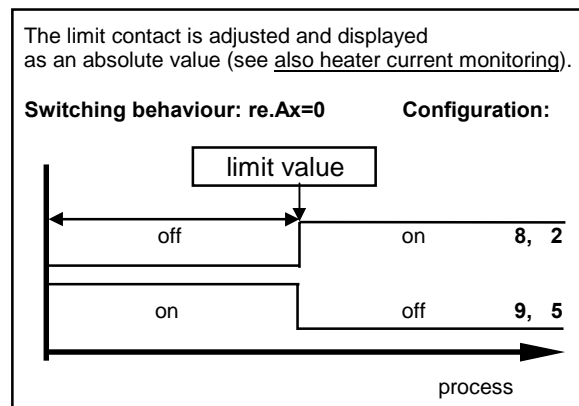 The limit contact is adjusted and displayed
as an absolute value (see also heater current monitoring).
Switching behaviour: re.Ax=0 Configuration:
limit value
off on 8, 2
on off 9, 5
process